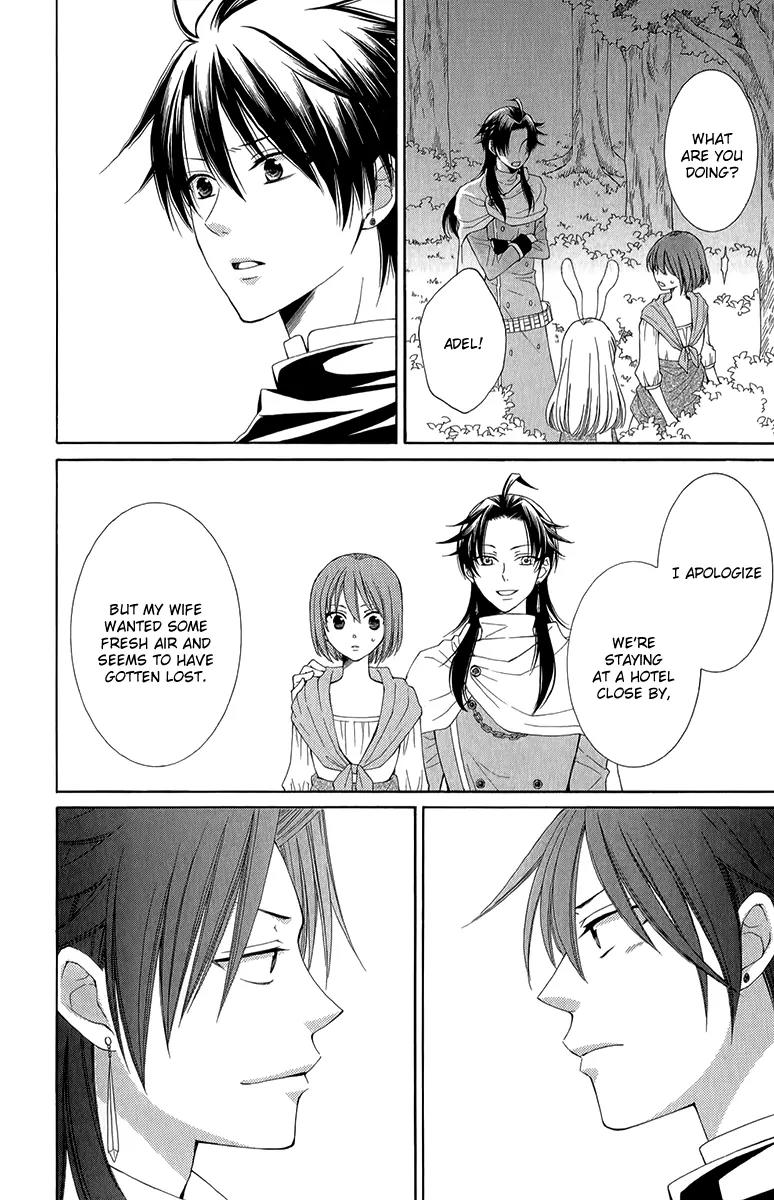 WHAT
ARE YOU
DOING?
ADEL!
I APOLOGIZE
WE'RE
STAYING
AT A HOTEL
CLOSE BY,
BUT MY WIFE
WANTED SOME
FRESH AIR AND
SEEMS TO HAVE
GOTTEN LOST.